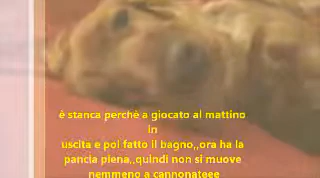 é stanca perchè a giocato al mattino
in
uscita e poi fatto il bagno,,ora ha la
pancia piena,,quindi non si muove
nemmeno a cannonateee